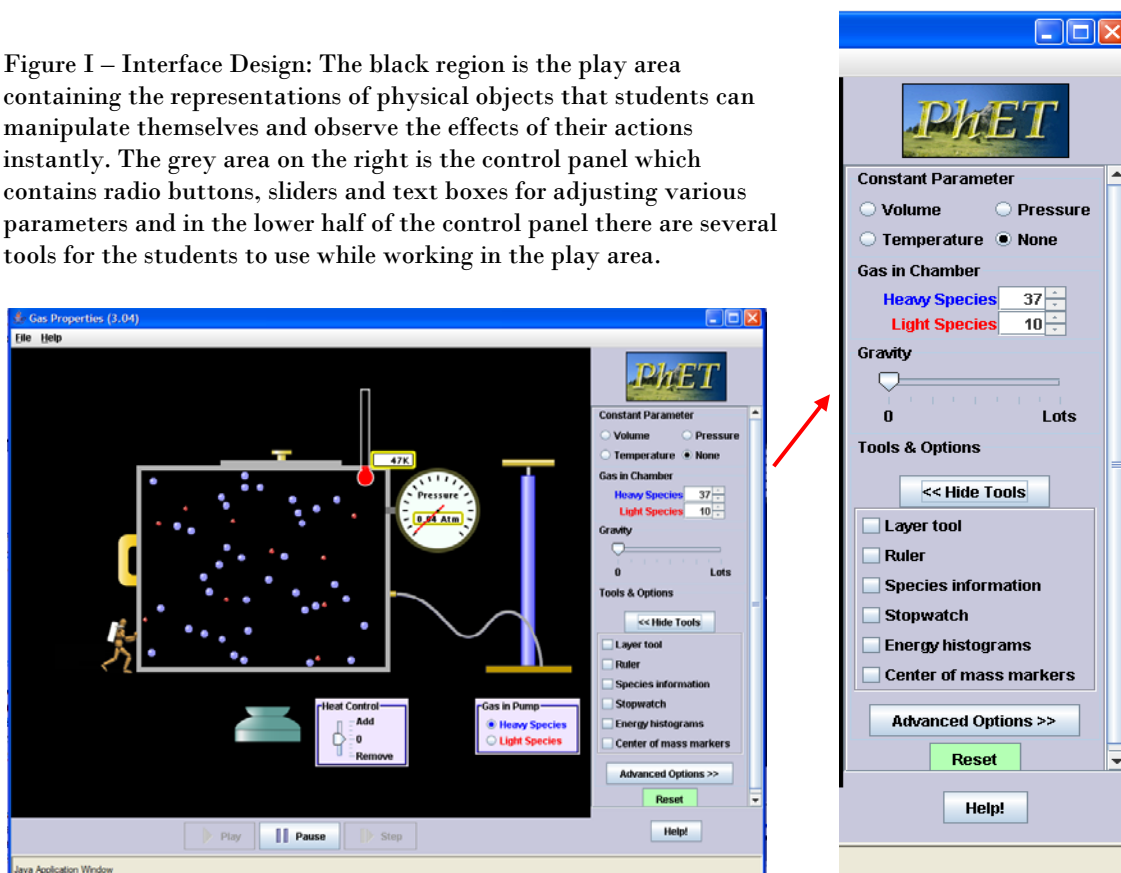 Figure I – Interface Design: The black region is the play area
containing the representations of physical objects that students can
manipulate themselves and observe the effects of their actions
instantly. The grey area on the right is the control panel which
contains radio buttons, sliders and text boxes for adjusting various
parameters and in the lower half of the control panel there are several
tools for the students to use while working in the play area.
Gas Properties (3.04)
File Help
PhET
Constant Parameter
Volume Pressure
Temperature None
Gas in Chamber
Heavy Species 37
Light Species 10
Gravity
0 Lots
Tools & Options
<< Hide Tools
Layer tool
Ruler
Species information
Stopwatch
Energy histograms
Center of mass markers
Advanced Options >>
Reset
Help!
47K
Pressure
0.54 Atm
Heat Control
Add
0
Remove
Gas in Pump
Heavy Species
Light Species
Play Pause Step
Java Application Window
PhET
Constant Parameter
Volume Pressure
Temperature None
Gas in Chamber
Heavy Species 37
Light Species 10
Gravity
0 Lots
Tools & Options
<< Hide Tools
Layer tool
Ruler
Species information
Stopwatch
Energy histograms
Center of mass markers
Advanced Options >>
Reset
Help!